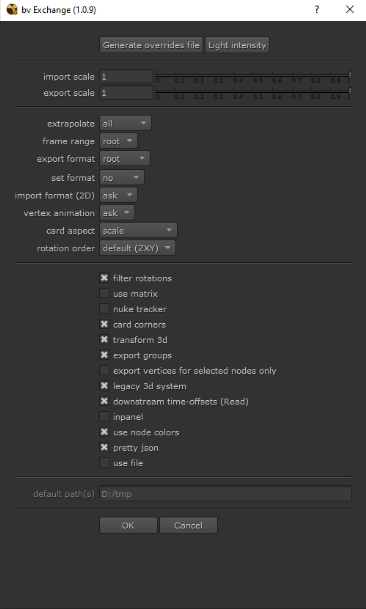 bv Exchange (1.0.9) ?
Generate overrides file Light intensity
import scale 1
0 0.1 0.2 0.3 0.4 0.5 0.6 0.7 0.8 0.9 1
export scale 1
0 0.1 0.2 0.3 0.4 0.5 0.6 0.7 0.8 0.9 1
extrapolate all
frame range root
export format root
set format no
import format (2D) ask
vertex animation ask
card aspect scale
rotation order default (ZXY)
filter rotations
use matrix
nuke tracker
card corners
transform 3d
export groups
export vertices for selected nodes only
legacy 3d system
downstream time-offsets (Read)
inpanel
use node colors
pretty json
use file
default path(s) D:/tmp
OK Cancel